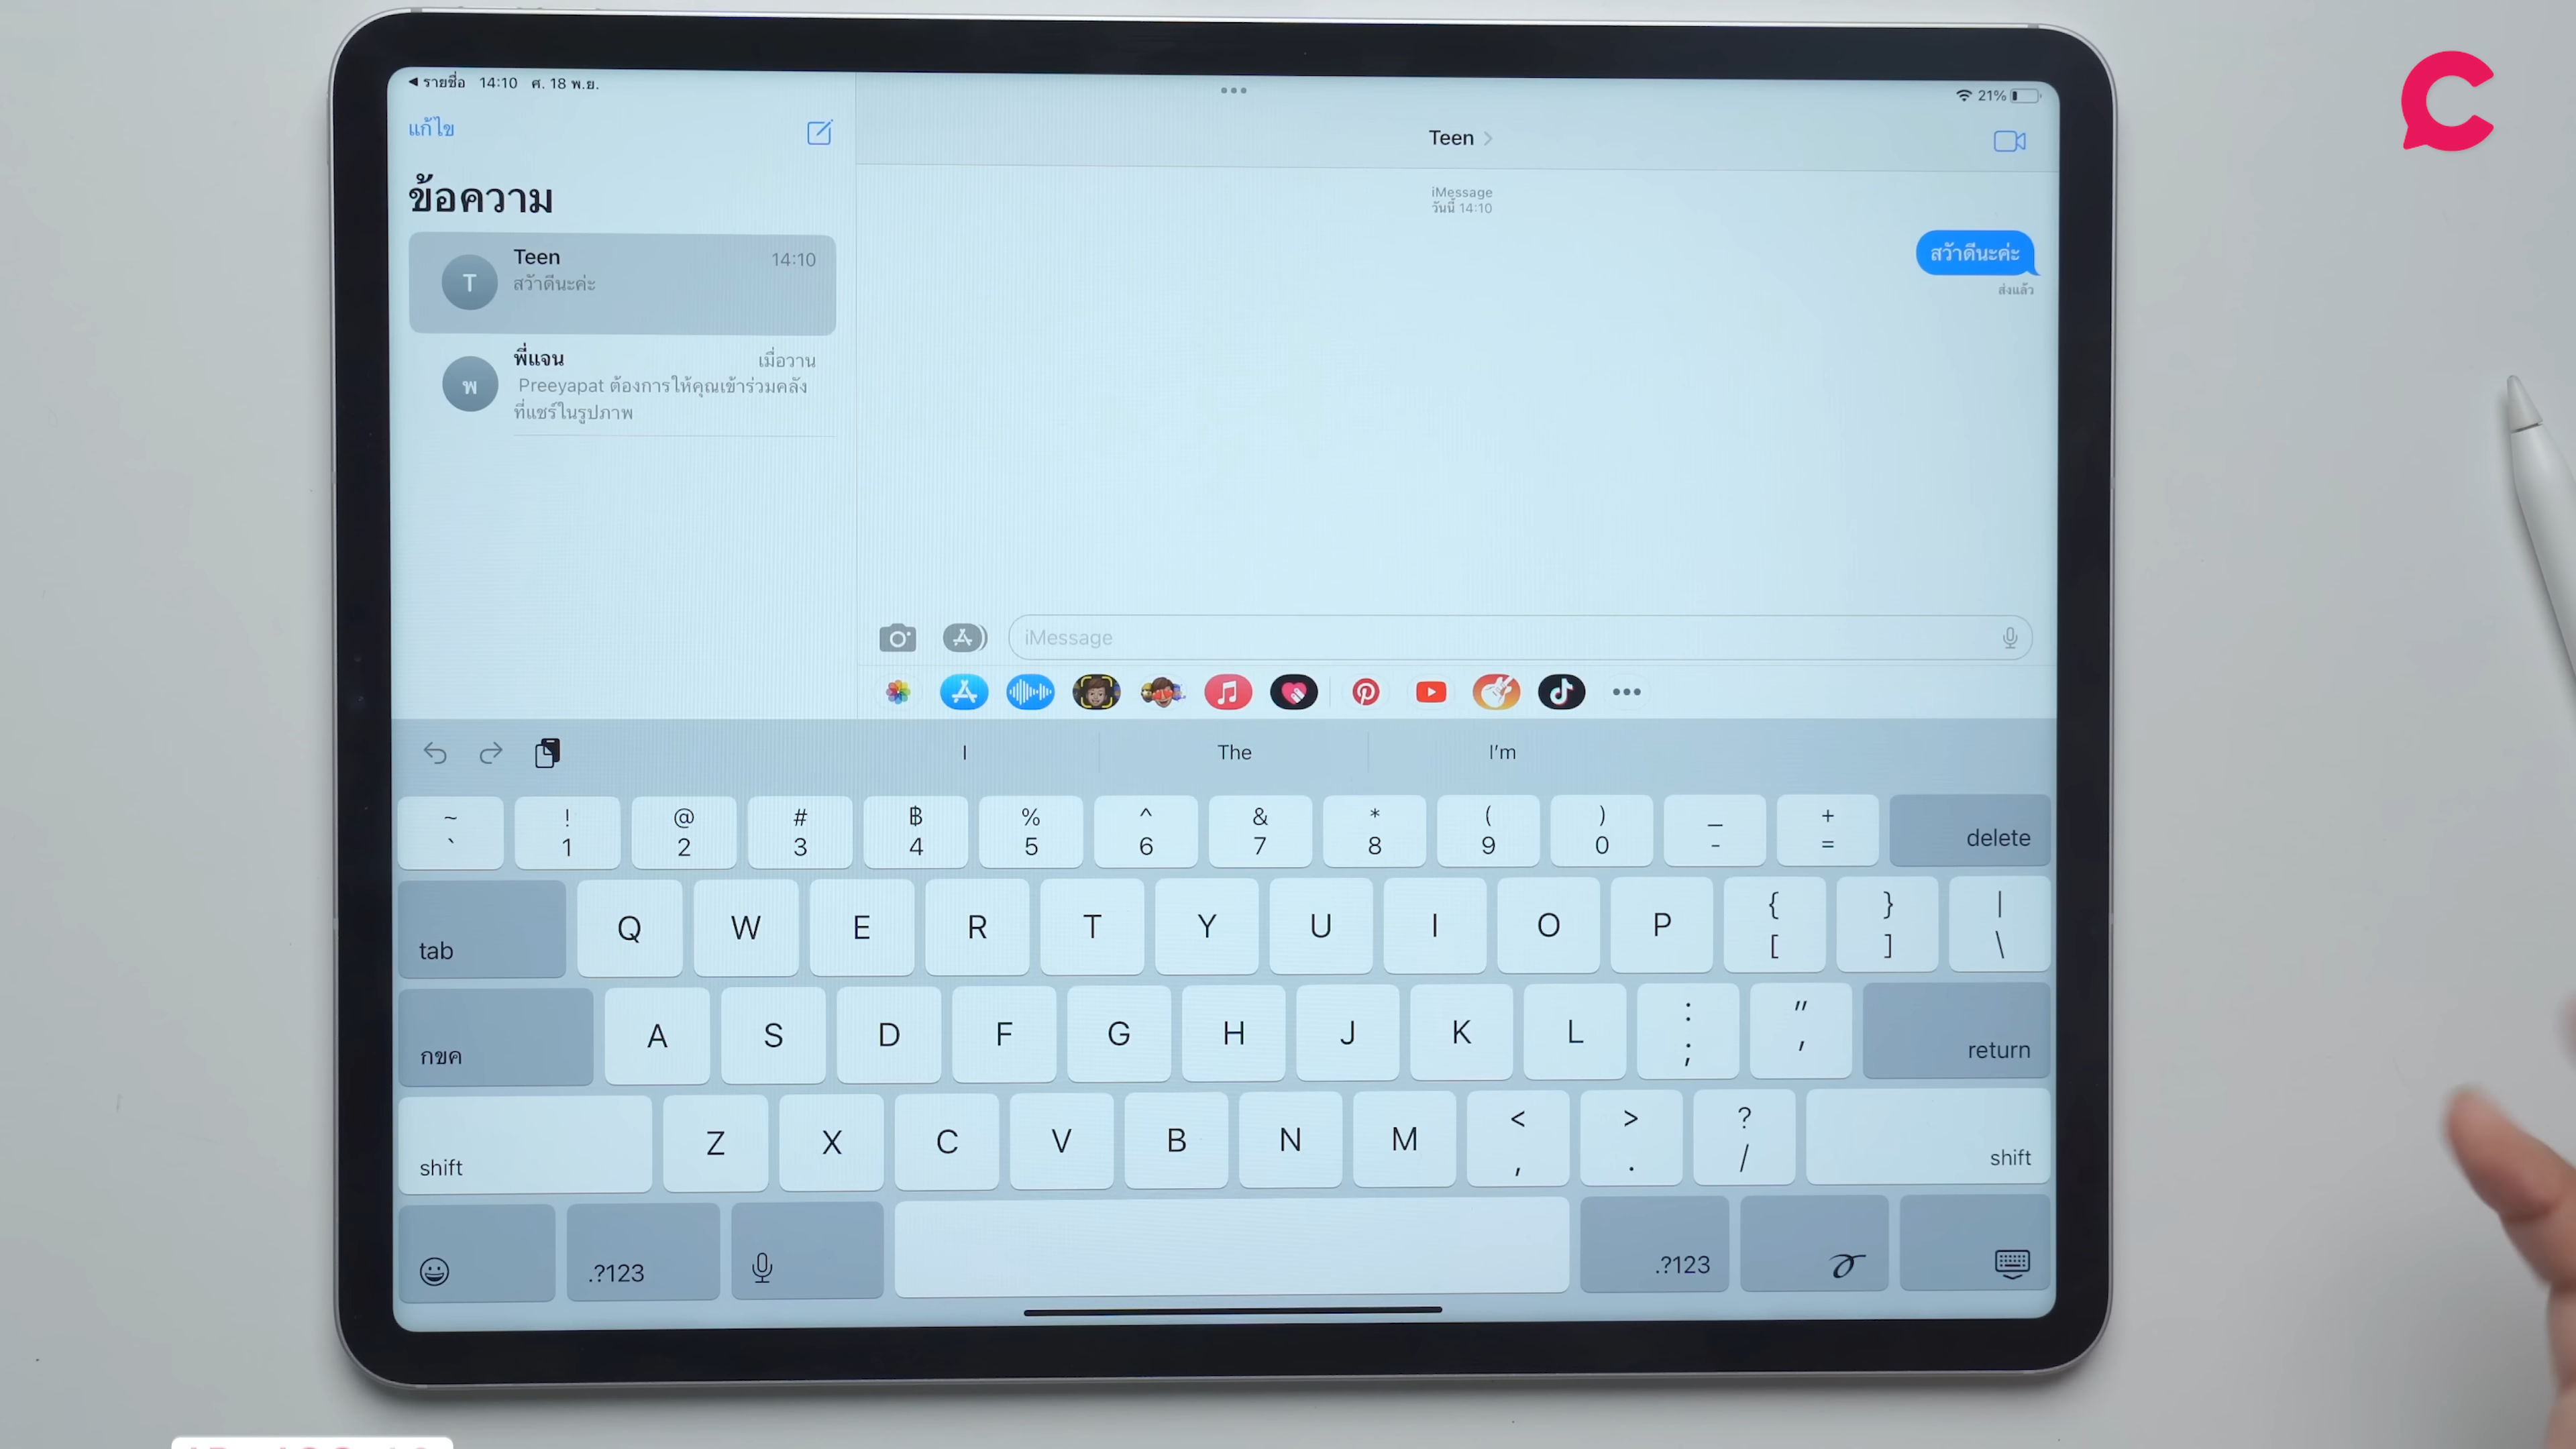 ◀ รายชื่อ 14:10 ศ. 18 พ.ย.
21%
แก้ไข
Teen >
ข้อความ
iMessage
วันนี้ 14:10
สวัาดีนะค่ะ
ส่งแล้ว
T
Teen 14:10
สวัาดีนะค่ะ
พ
พี่แจน เมื่อวาน
Preeyapat ต้องการให้คุณเข้าร่วมคลัง
ที่แชร์ในรูปภาพ
iMessage
I The I'm
~ ! @ # ฿ % ^ & * ( ) _ +
` 1 2 3 4 5 6 7 8 9 0 - = delete
tab Q W E R T Y U I O P { [ } ] | \
กขค A S D F G H J K L : ; " ' return
shift Z X C V B N M < , > . ? / shift
.?123 .?123